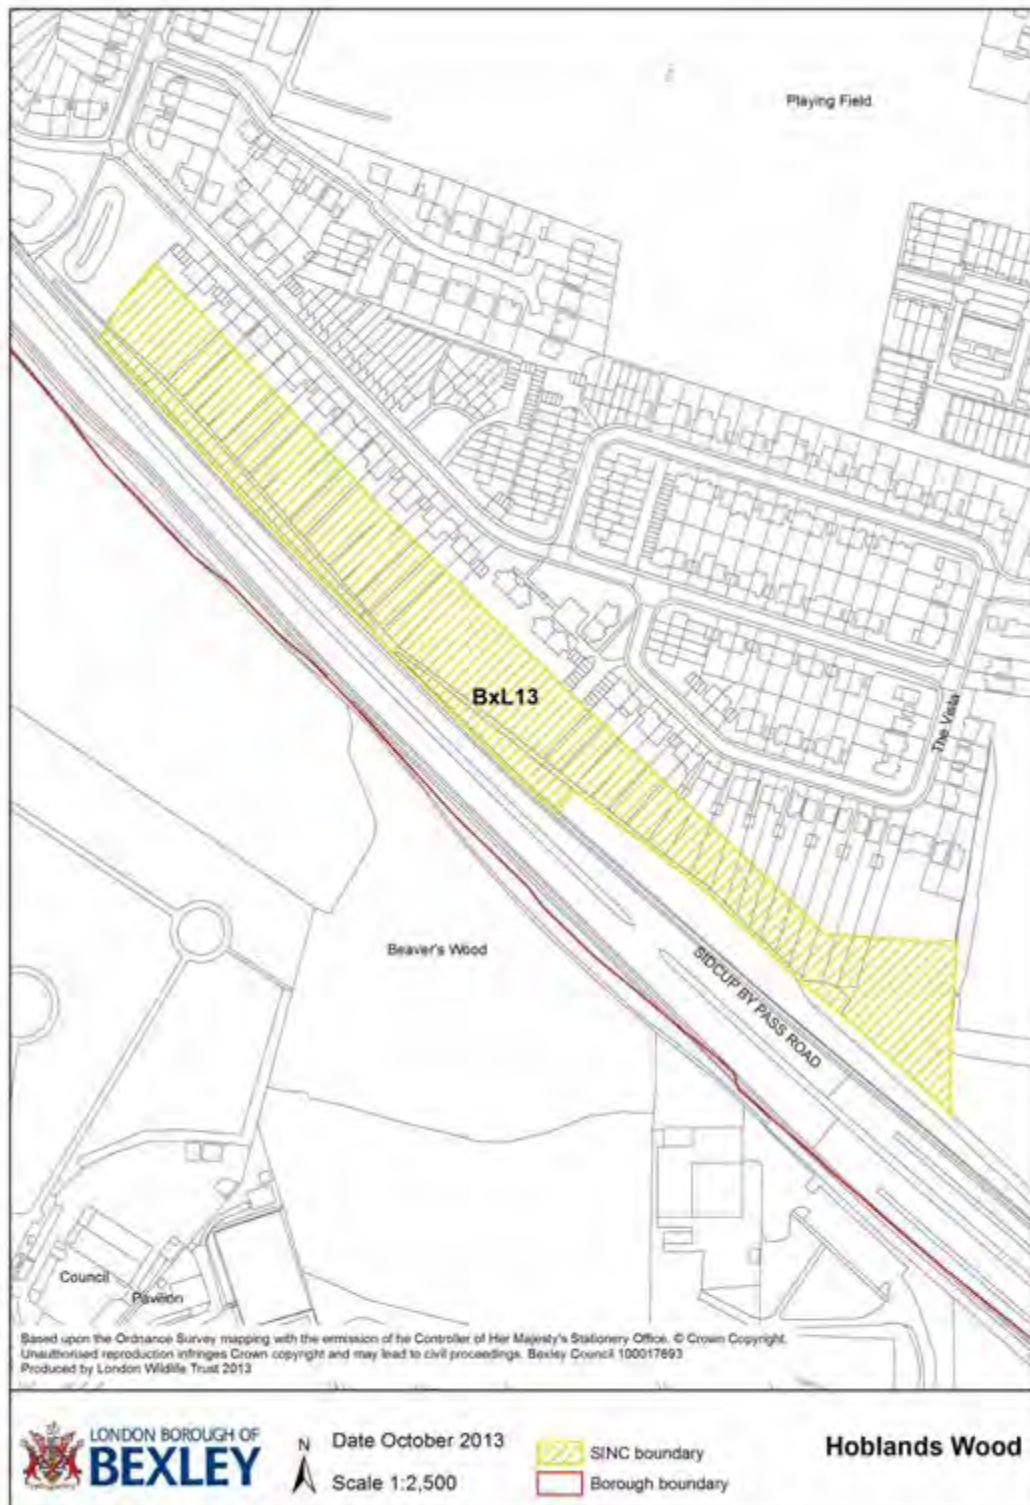 Playing Field
BxL13
The Vista
Beaver's Wood
SIDCUP BY PASS ROAD
Council
Pavilion
Based upon the Ordnance Survey mapping with the ermission of he Controller of Her Majesty's Stationery Office. © Crown Copyright.
Unauthorised reproduction infringes Crown copyright and may lead to civil proceedings. Bexley Council 100017693
Produced by London Wildlife Trust 2013
LONDON BOROUGH OF
BEXLEY
N
Date October 2013
Scale 1:2,500
SINC boundary
Borough boundary
Hoblands Wood